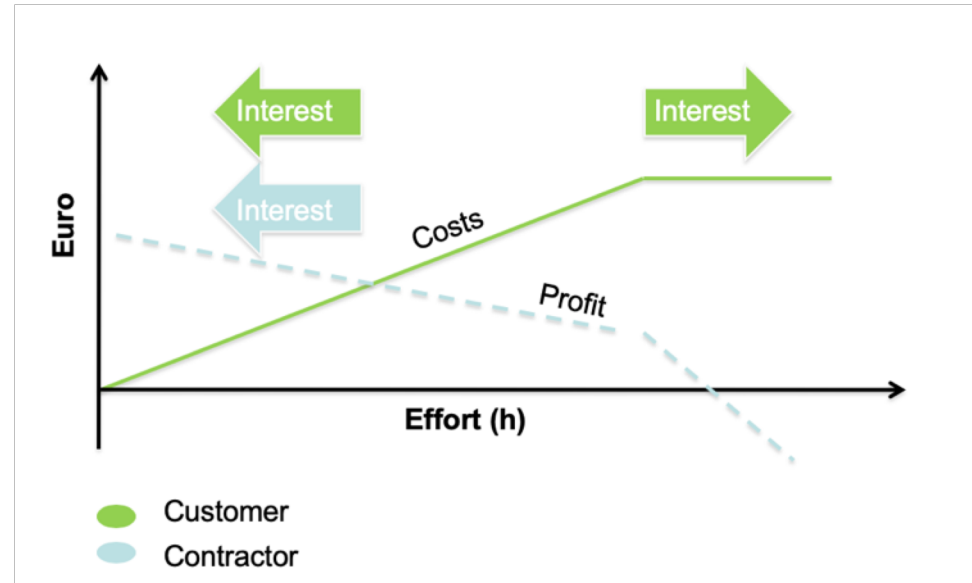 Interest
Interest
Interest
Costs
Euro
Profit
Effort (h)
Customer
Contractor